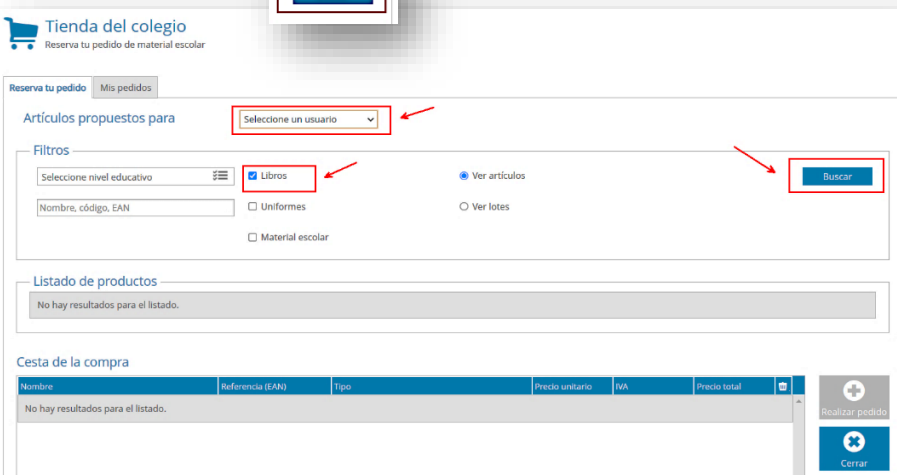 Tienda del colegio
Reserva tu pedido de material escolar
Reserva tu pedido
Mis pedidos
Artículos propuestos para
Seleccione un usuario
Filtros
Seleccione nivel educativo
Libros
Ver artículos
Buscar
Nombre, código, EAN
Uniformes
Ver lotes
Material escolar
Listado de productos
No hay resultados para el listado.
Cesta de la compra
Nombre
Referencia (EAN)
Tipo
Precio unitario
IVA
Precio total
No hay resultados para el listado.
Realizar pedido
Cerrar